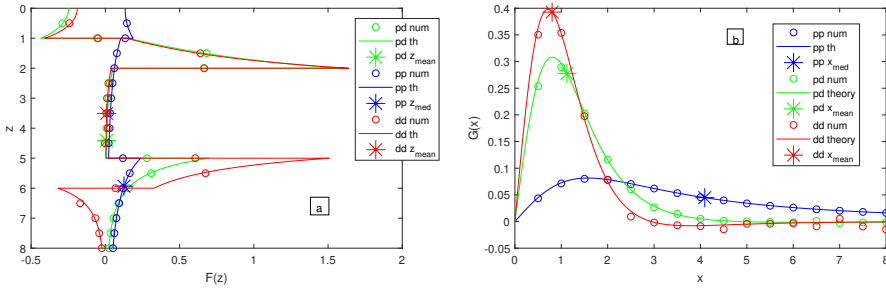 0
1
2
3
4
5
6
7
8
z
-0.5
0
0.5
1
1.5
2
F(z)
a
pd num
pd th
pd z_mean
pp num
pp th
pp z_med
dd num
dd th
dd z_mean
0.4
0.35
0.3
0.25
0.2
0.15
0.1
0.05
0
-0.05
G(x)
0
1
2
3
4
5
6
7
8
x
b
pp num
pp th
pp x_med
pd num
pd theory
pd x_mean
dd num
dd theory
dd x_mean